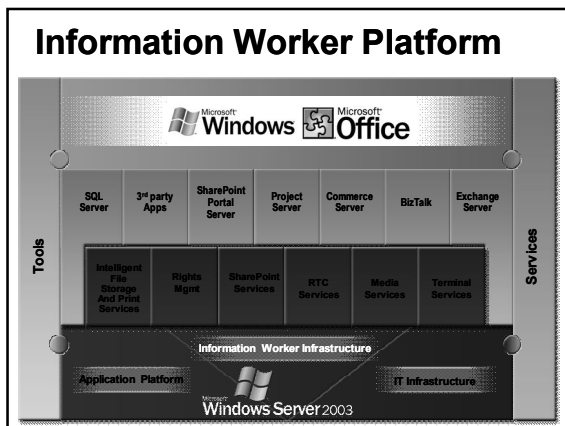 Information Worker Platform
Microsoft
Windows
Microsoft
Office
SQL
Server
3rd party
Apps
SharePoint
Portal
Server
Project
Server
Commerce
Server
BizTalk
Exchange
Server
Tools
Services
Intelligent
File
Storage
And Print
Services
Rights
Mgmt
SharePoint
Services
RTC
Services
Media
Services
Terminal
Services
Information Worker Infrastructure
Application Platform
IT Infrastructure
Microsoft
Windows Server 2003